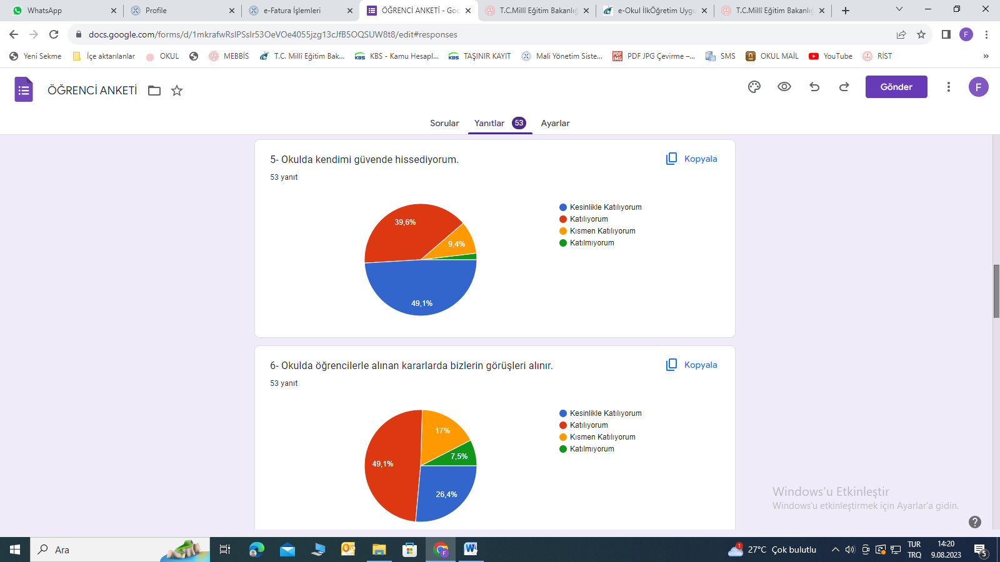 WhatsApp
Profile
e-Fatura İşlemleri
ÖĞRENCİ ANKETİ - Goo
T.C.Millî Eğitim Bakanlığ
e-Okul İlkÖğretim Uygu
T.C.Millî Eğitim Bakanlığ
docs.google.com/forms/d/1mkrafwRslPSslr53OeVOe4055jzg13cJfB5OQSUW8t8/edit#responses
F
Yeni Sekme
İçe aktarılanlar
OKUL
MEBBİS
T.C. Millî Eğitim Bak...
KBS - Kamu Hesapl...
TAŞINIR KAYIT
Mali Yönetim Siste...
PDF JPG Çevirme –...
SMS
OKUL MAİL
YouTube
RİST
»
ÖĞRENCİ ANKETİ
Gönder
F
Sorular
Yanıtlar 53
Ayarlar
5- Okulda kendimi güvende hissediyorum.
Kopyala
53 yanıt
Kesinlikle Katılıyorum
Katılıyorum
Kısmen Katılıyorum
Katılmıyorum
39,6%
9,4%
49,1%
6- Okulda öğrencilerle alınan kararlarda bizlerin görüşleri alınır.
Kopyala
53 yanıt
Kesinlikle Katılıyorum
Katılıyorum
Kısmen Katılıyorum
Katılmıyorum
17%
7,5%
49,1%
26,4%
Windows'u Etkinleştir
Windows'u etkinleştirmek için Ayarlar'a gidin.
Ara
1
27°C Çok bulutlu
TUR
TRQ
14:20
9.08.2023
5